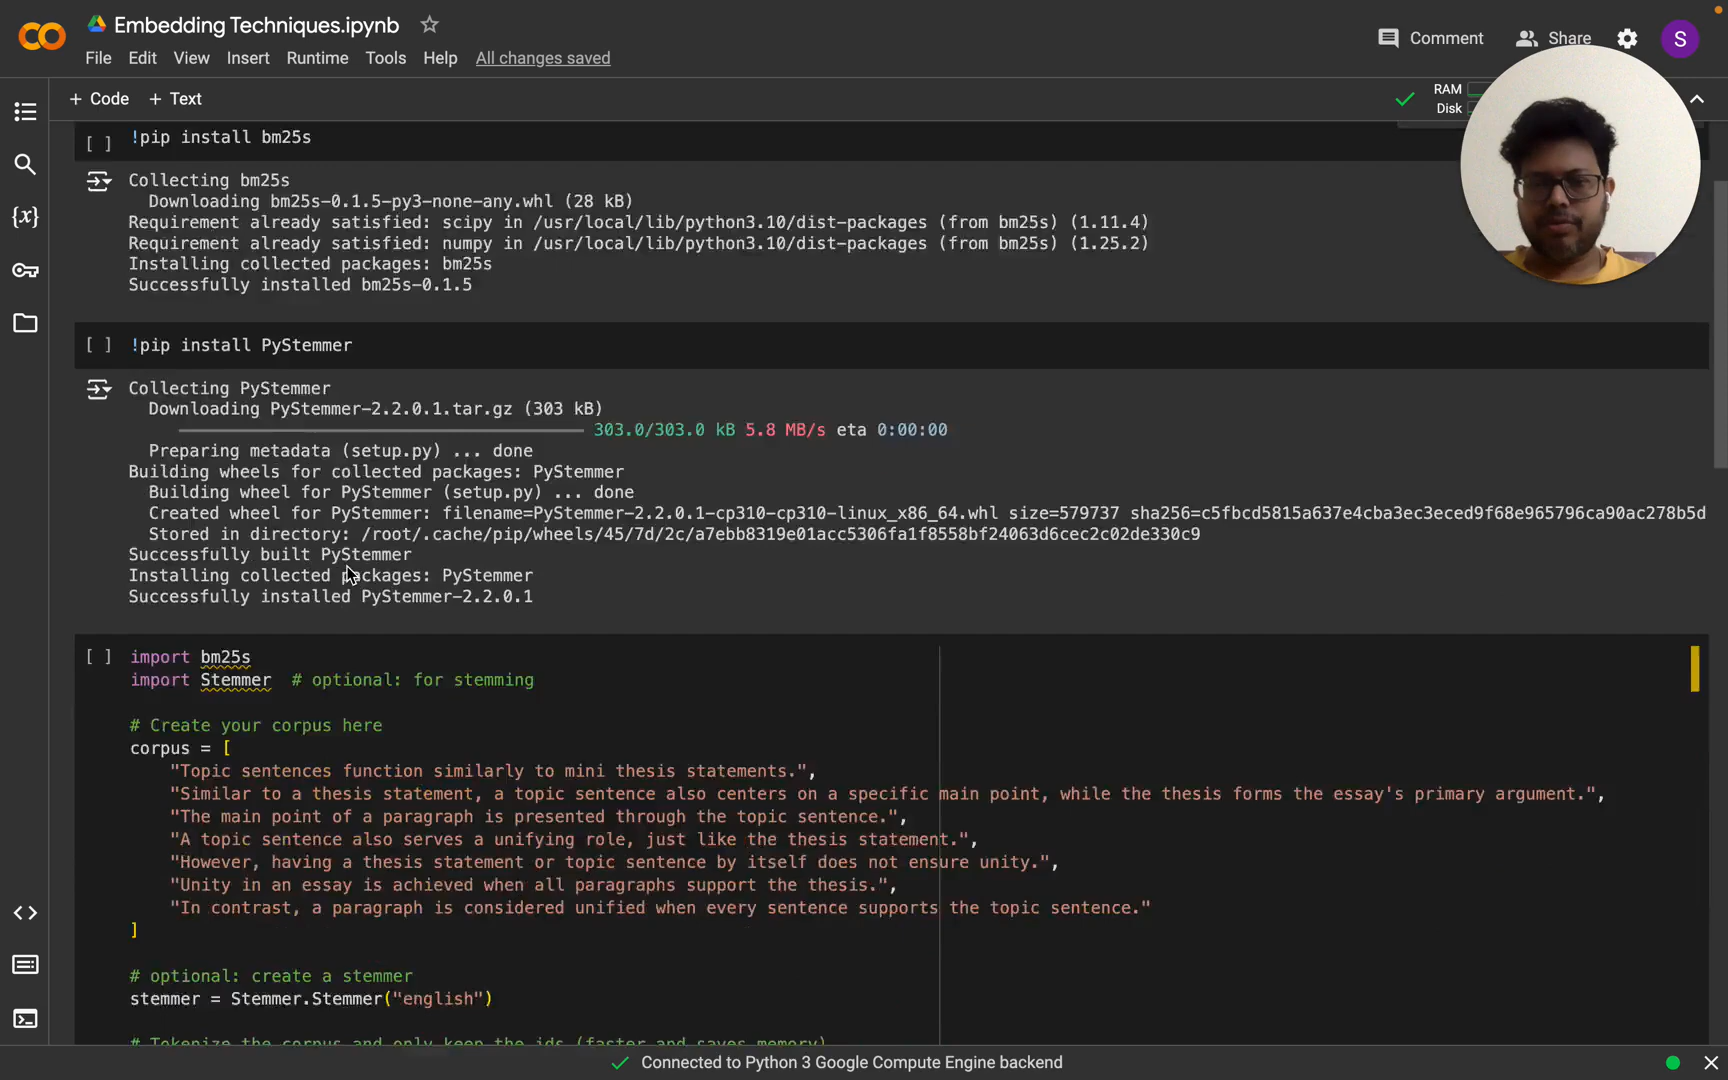 Embedding Techniques.ipynb
File Edit View Insert Runtime Tools Help All changes saved
Comment Share S
+ Code + Text
RAM
Disk
[ ] !pip install bm25s
Collecting bm25s
Downloading bm25s-0.1.5-py3-none-any.whl (28 kB)
Requirement already satisfied: scipy in /usr/local/lib/python3.10/dist-packages (from bm25s) (1.11.4)
Requirement already satisfied: numpy in /usr/local/lib/python3.10/dist-packages (from bm25s) (1.25.2)
Installing collected packages: bm25s
Successfully installed bm25s-0.1.5
[ ] !pip install PyStemmer
Collecting PyStemmer
Downloading PyStemmer-2.2.0.1.tar.gz (303 kB)
303.0/303.0 kB 5.8 MB/s eta 0:00:00
Preparing metadata (setup.py) ... done
Building wheels for collected packages: PyStemmer
Building wheel for PyStemmer (setup.py) ... done
Created wheel for PyStemmer: filename=PyStemmer-2.2.0.1-cp310-cp310-linux_x86_64.whl size=579737 sha256=c5fbcd5815a637e4cba3ec3eced9f68e965796ca90ac278b5d
Stored in directory: /root/.cache/pip/wheels/45/7d/2c/a7ebb8319e01acc5306fa1f8558bf24063d6cec2c02de330c9
Successfully built PyStemmer
Installing collected packages: PyStemmer
Successfully installed PyStemmer-2.2.0.1
[ ] import bm25s
import Stemmer # optional: for stemming
# Create your corpus here
corpus = [
"Topic sentences function similarly to mini thesis statements.",
"Similar to a thesis statement, a topic sentence also centers on a specific main point, while the thesis forms the essay's primary argument.",
"The main point of a paragraph is presented through the topic sentence.",
"A topic sentence also serves a unifying role, just like the thesis statement.",
"However, having a thesis statement or topic sentence by itself does not ensure unity.",
"Unity in an essay is achieved when all paragraphs support the thesis.",
"In contrast, a paragraph is considered unified when every sentence supports the topic sentence."
]
# optional: create a stemmer
stemmer = Stemmer.Stemmer("english")
# Tokenize the corpus and only keep the ids (faster and saves memory)
Connected to Python 3 Google Compute Engine backend